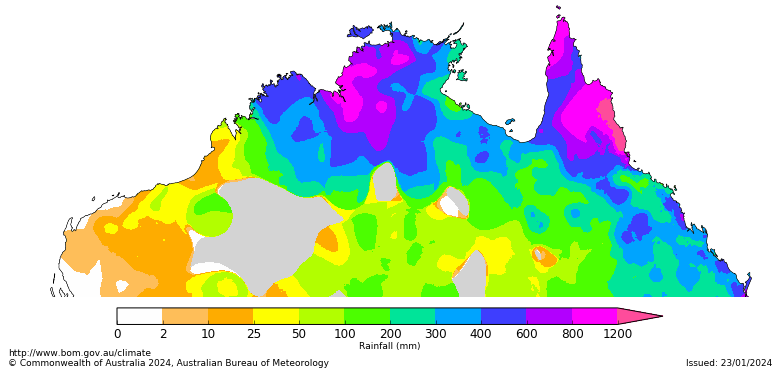 0 2 10 25 50 100 200 300 400 600 800 1200
Rainfall (mm)
http://www.bom.gov.au/climate
© Commonwealth of Australia 2024, Australian Bureau of Meteorology Issued: 23/01/2024